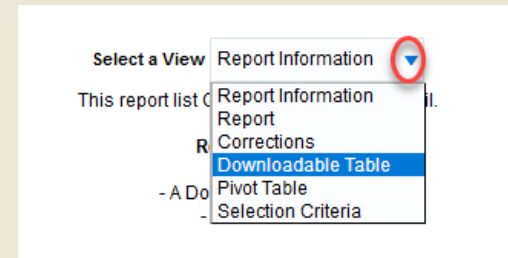 Select a View Report Information
This report list Report Information il.
Report
Corrections
Downloadable Table
- A Do Pivot Table
- Selection Criteria